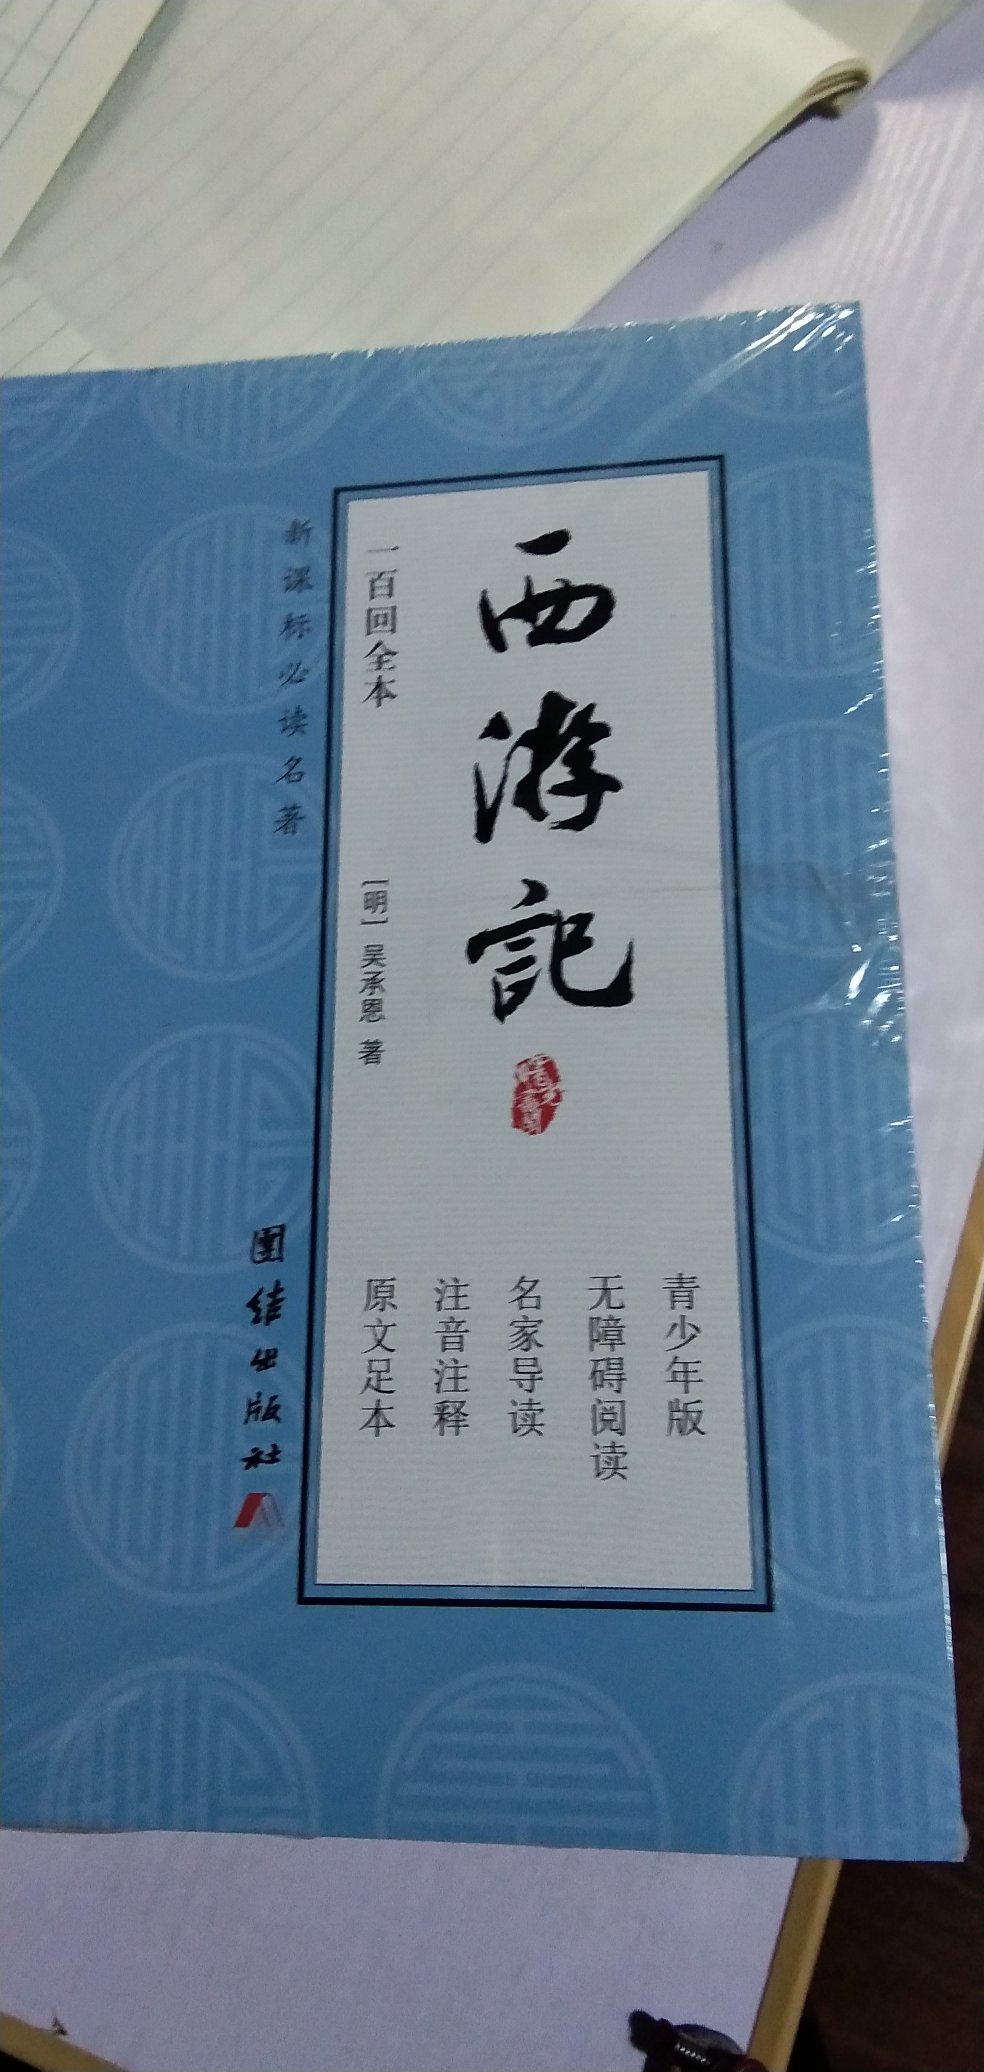 西游記
一百回全本
[明] 吴承恩 著
新课标必读名著
青少年版
无障碍阅读
名家导读
注音注释
原文足本
團结出版社